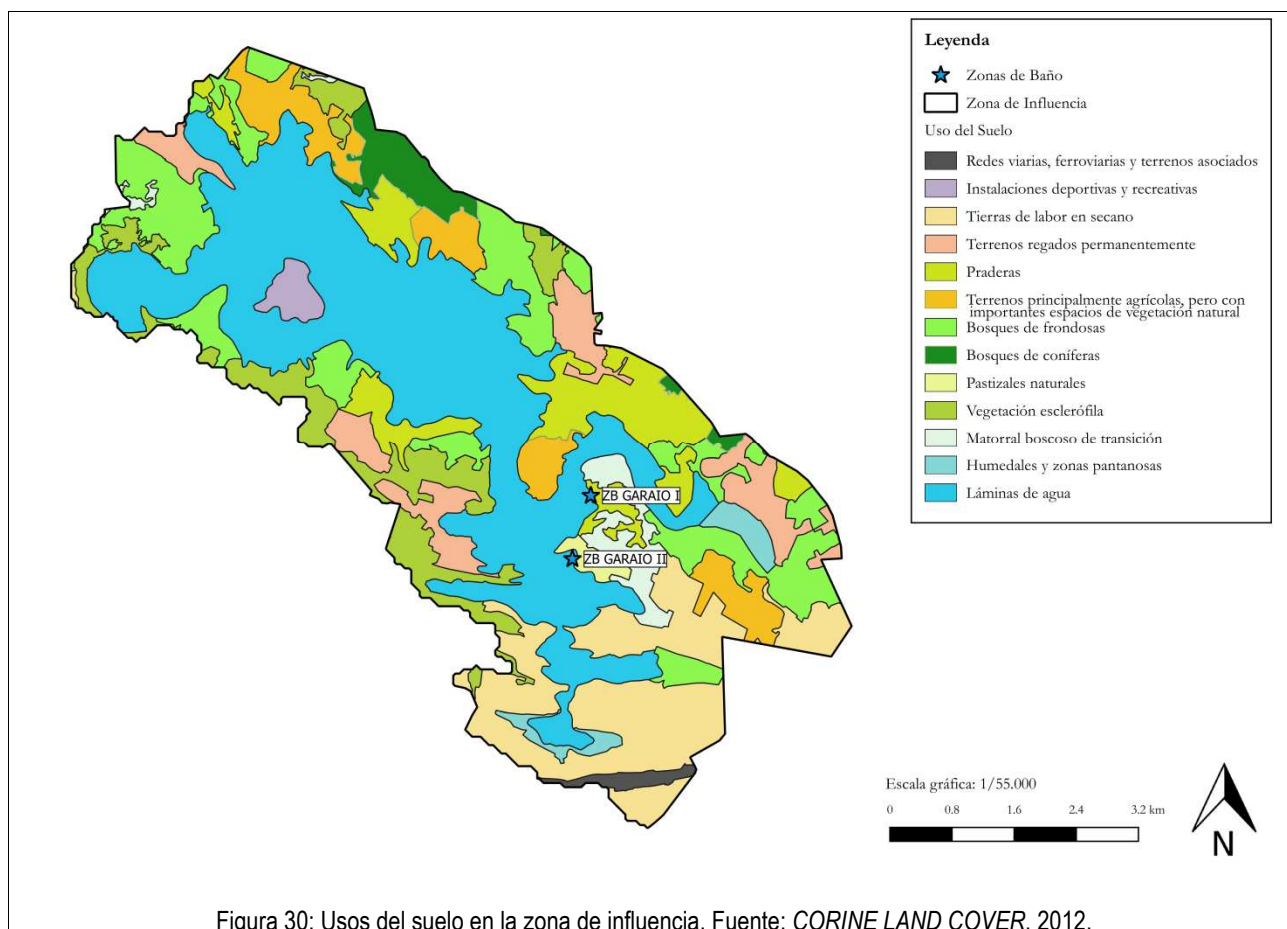 Leyenda
Zonas de Baño
Zona de Influencia
Uso del Suelo
Redes viarias, ferroviarias y terrenos asociados
Instalaciones deportivas y recreativas
Tierras de labor en secano
Terrenos regados permanentemente
Praderas
Terrenos principalmente agrícolas, pero con
importantes espacios de vegetación natural
Bosques de frondosas
Bosques de coníferas
Pastizales naturales
Vegetación esclerófila
Matorral boscoso de transición
Humedales y zonas pantanosas
Láminas de agua
ZB GARAIO I
ZB GARAIO II
Escala gráfica: 1/55.000
0 0.8 1.6 2.4 3.2 km
N
Figura 30: Usos del suelo en la zona de influencia. Fuente: CORINE LAND COVER, 2012.